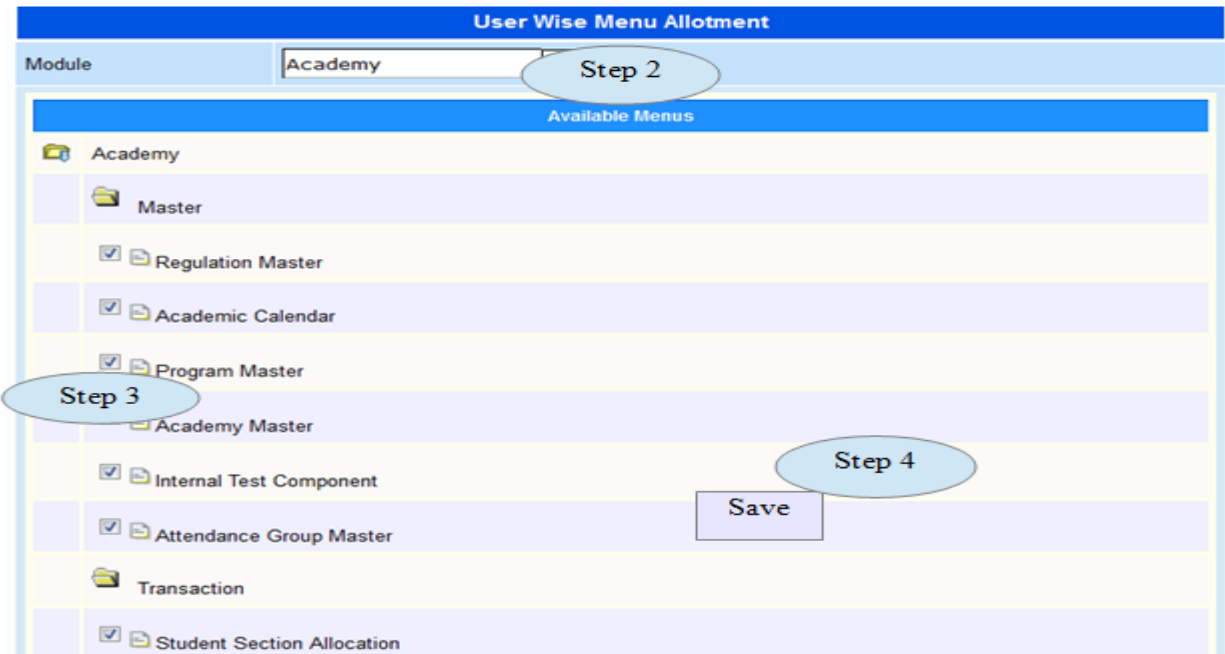 User Wise Menu Allotment
Module Academy Step 2
Available Menus
Academy
Master
Regulation Master
Academic Calendar
Program Master
Step 3
Academy Master
Step 4
Internal Test Component
Save
Attendance Group Master
Transaction
Student Section Allocation